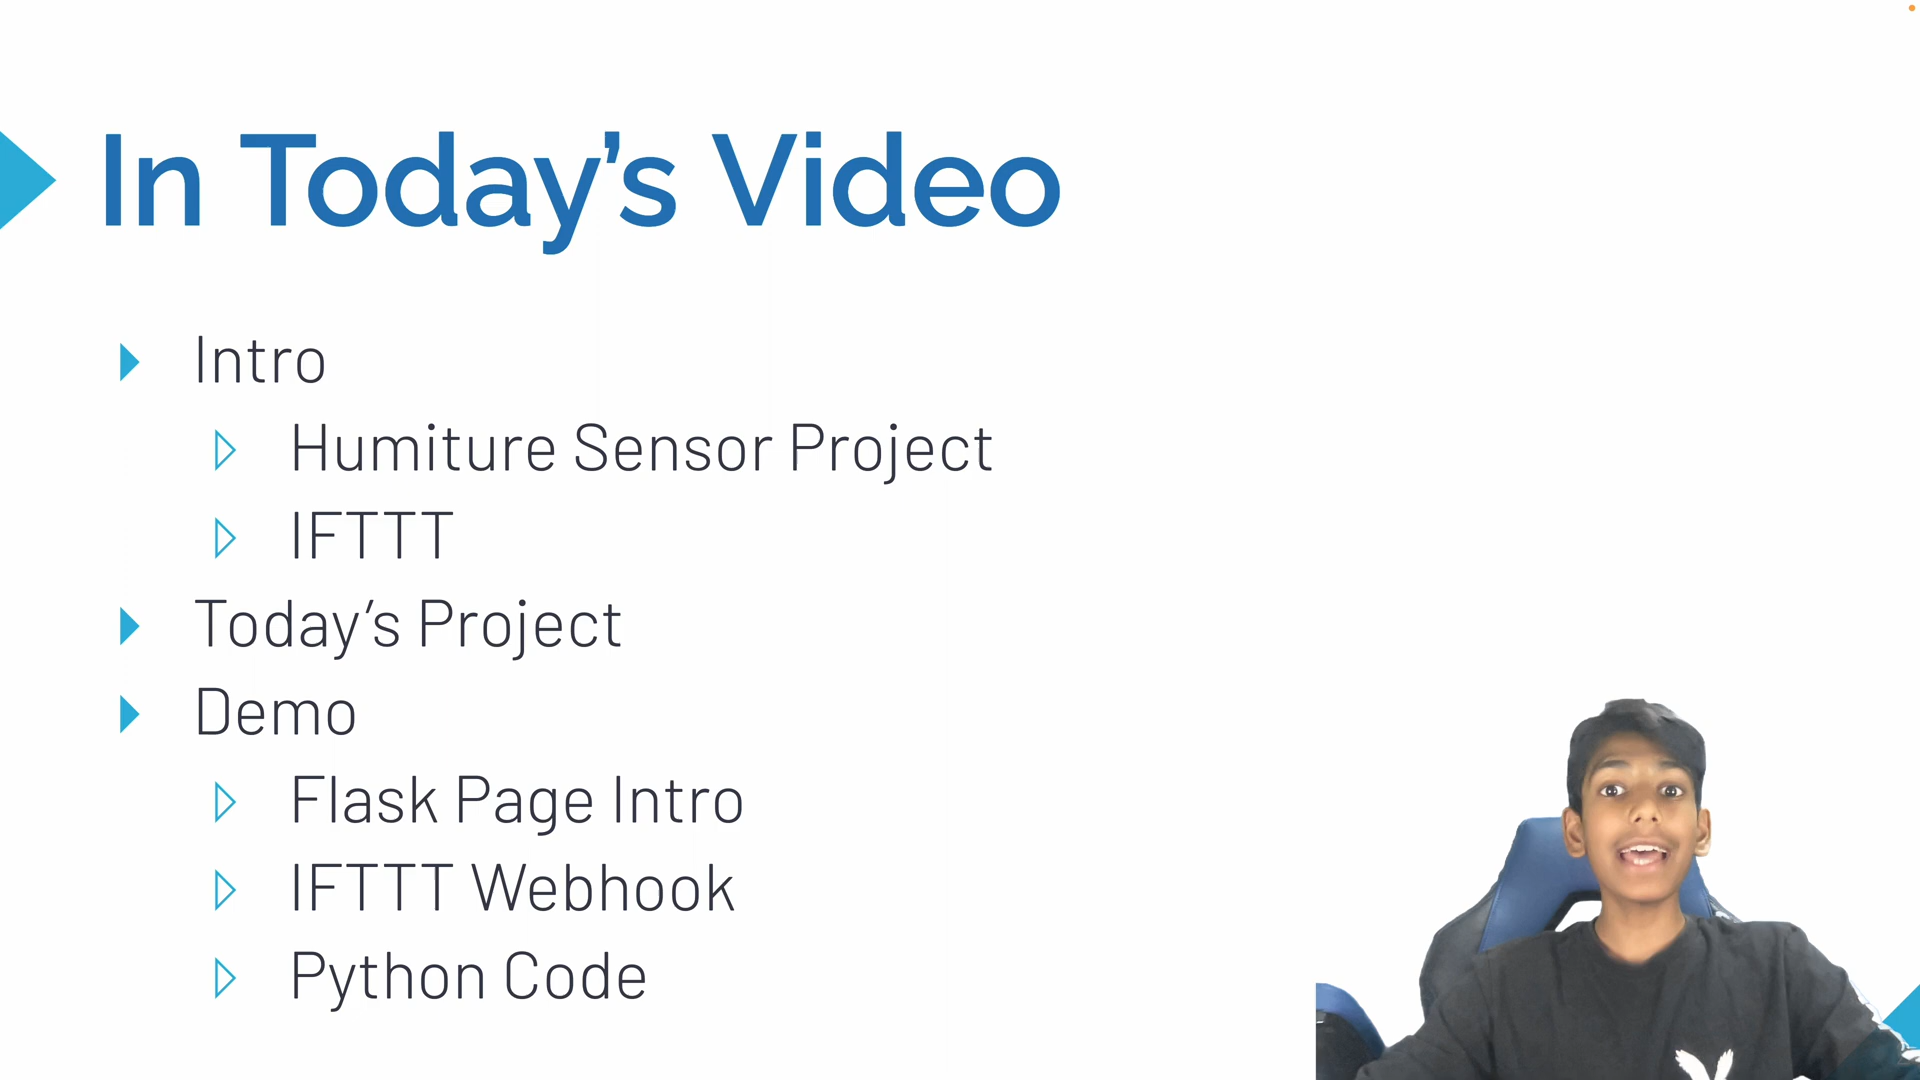 In Today’s Video
Intro
Humiture Sensor Project
IFTTT
Today’s Project
Demo
Flask Page Intro
IFTTT Webhook
Python Code